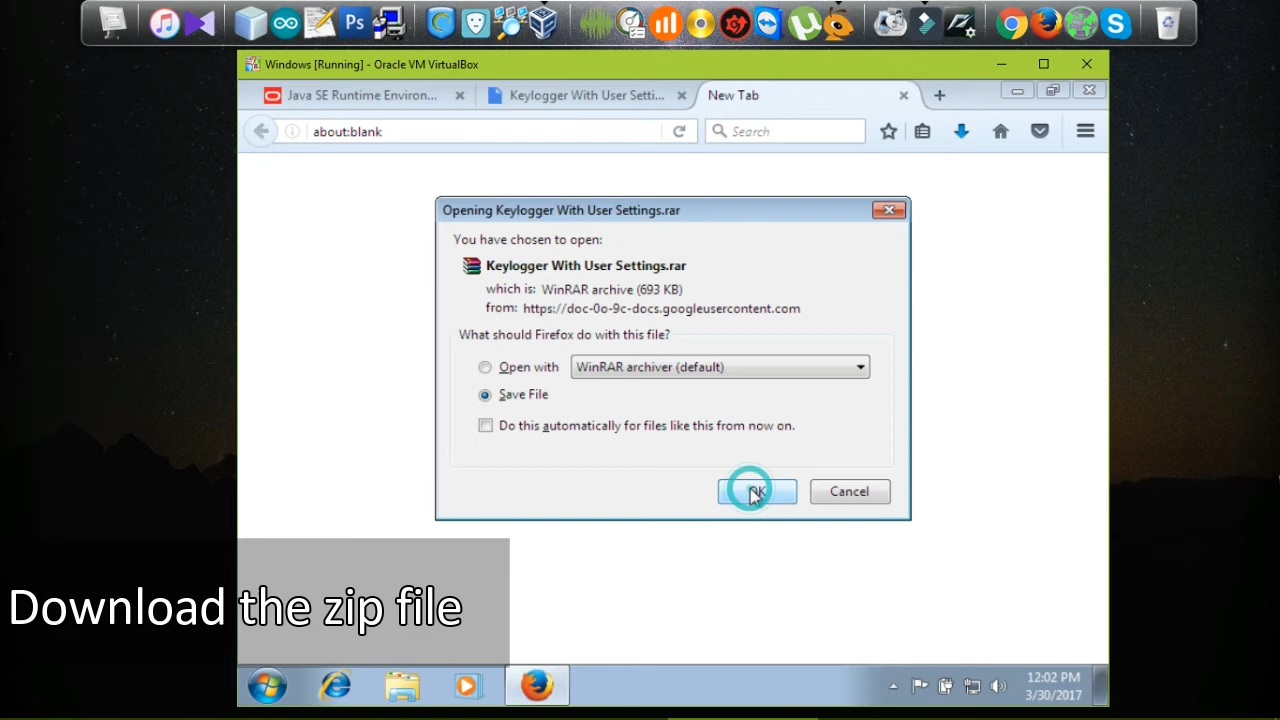 Ps
Windows [Running] - Oracle VM VirtualBox
Java SE Runtime Environ...
Keylogger With User Setti...
New Tab
about:blank
Search
Opening Keylogger With User Settings.rar
You have chosen to open:
Keylogger With User Settings.rar
which is: WinRAR archive (693 KB)
from: https://doc-0o-9c-docs.googleusercontent.com
What should Firefox do with this file?
Open with
WinRAR archiver (default)
Save File
Do this automatically for files like this from now on.
OK
Cancel
Download the zip file
12:02 PM
3/30/2017